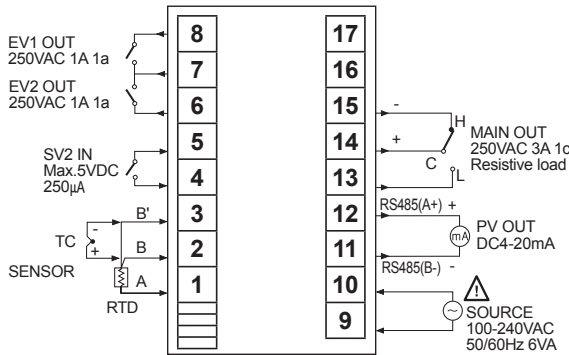 EV1 OUT
250VAC 1A 1a
EV2 OUT
250VAC 1A 1a
SV2 IN
Max.5VDC
250µA
B'
-
TC
+
B
SENSOR
A
RTD
8
7
6
5
4
3
2
1
17
16
15
14
13
12
11
10
9
-
H
+
MAIN OUT
250VAC 3A 1c
Resistive load
C
L
RS485(A+) +
mA
PV OUT
DC4-20mA
RS485(B-) -
!
~
SOURCE
100-240VAC
50/60Hz 6VA